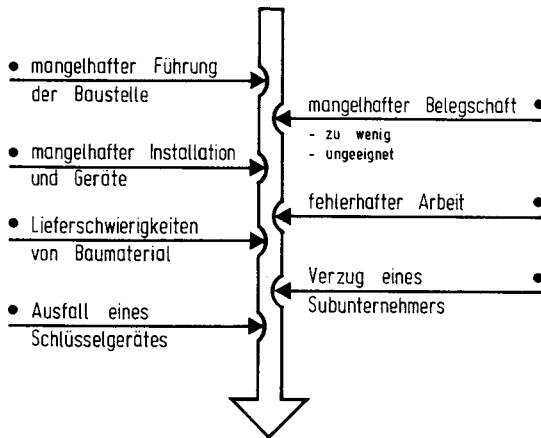 • mangelhafter Führung
der Baustelle
mangelhafter Belegschaft •
- zu wenig
- ungeeignet
• mangelhafter Installation
und Geräte
fehlerhafter Arbeit •
• Lieferschwierigkeiten
von Baumaterial
Verzug eines •
Subunternehmers
• Ausfall eines
Schlüsselgerätes